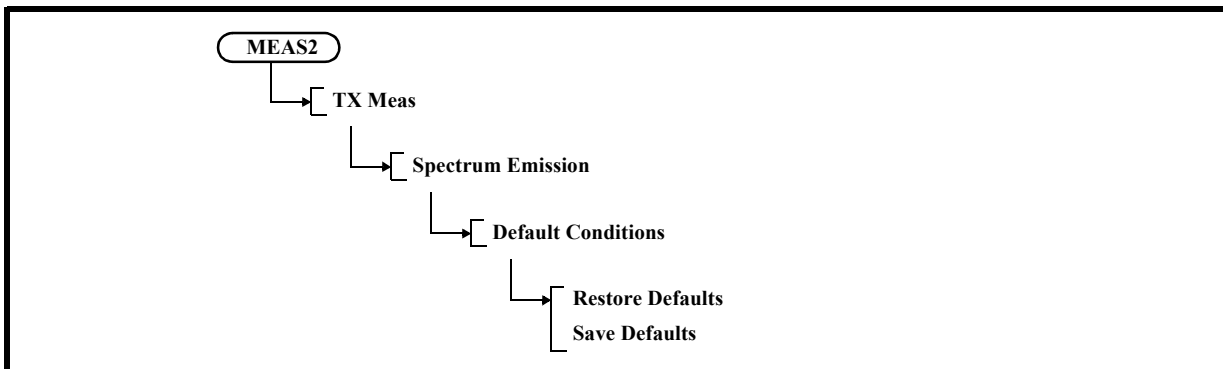 MEAS2
TX Meas
Spectrum Emission
Default Conditions
Restore Defaults
Save Defaults